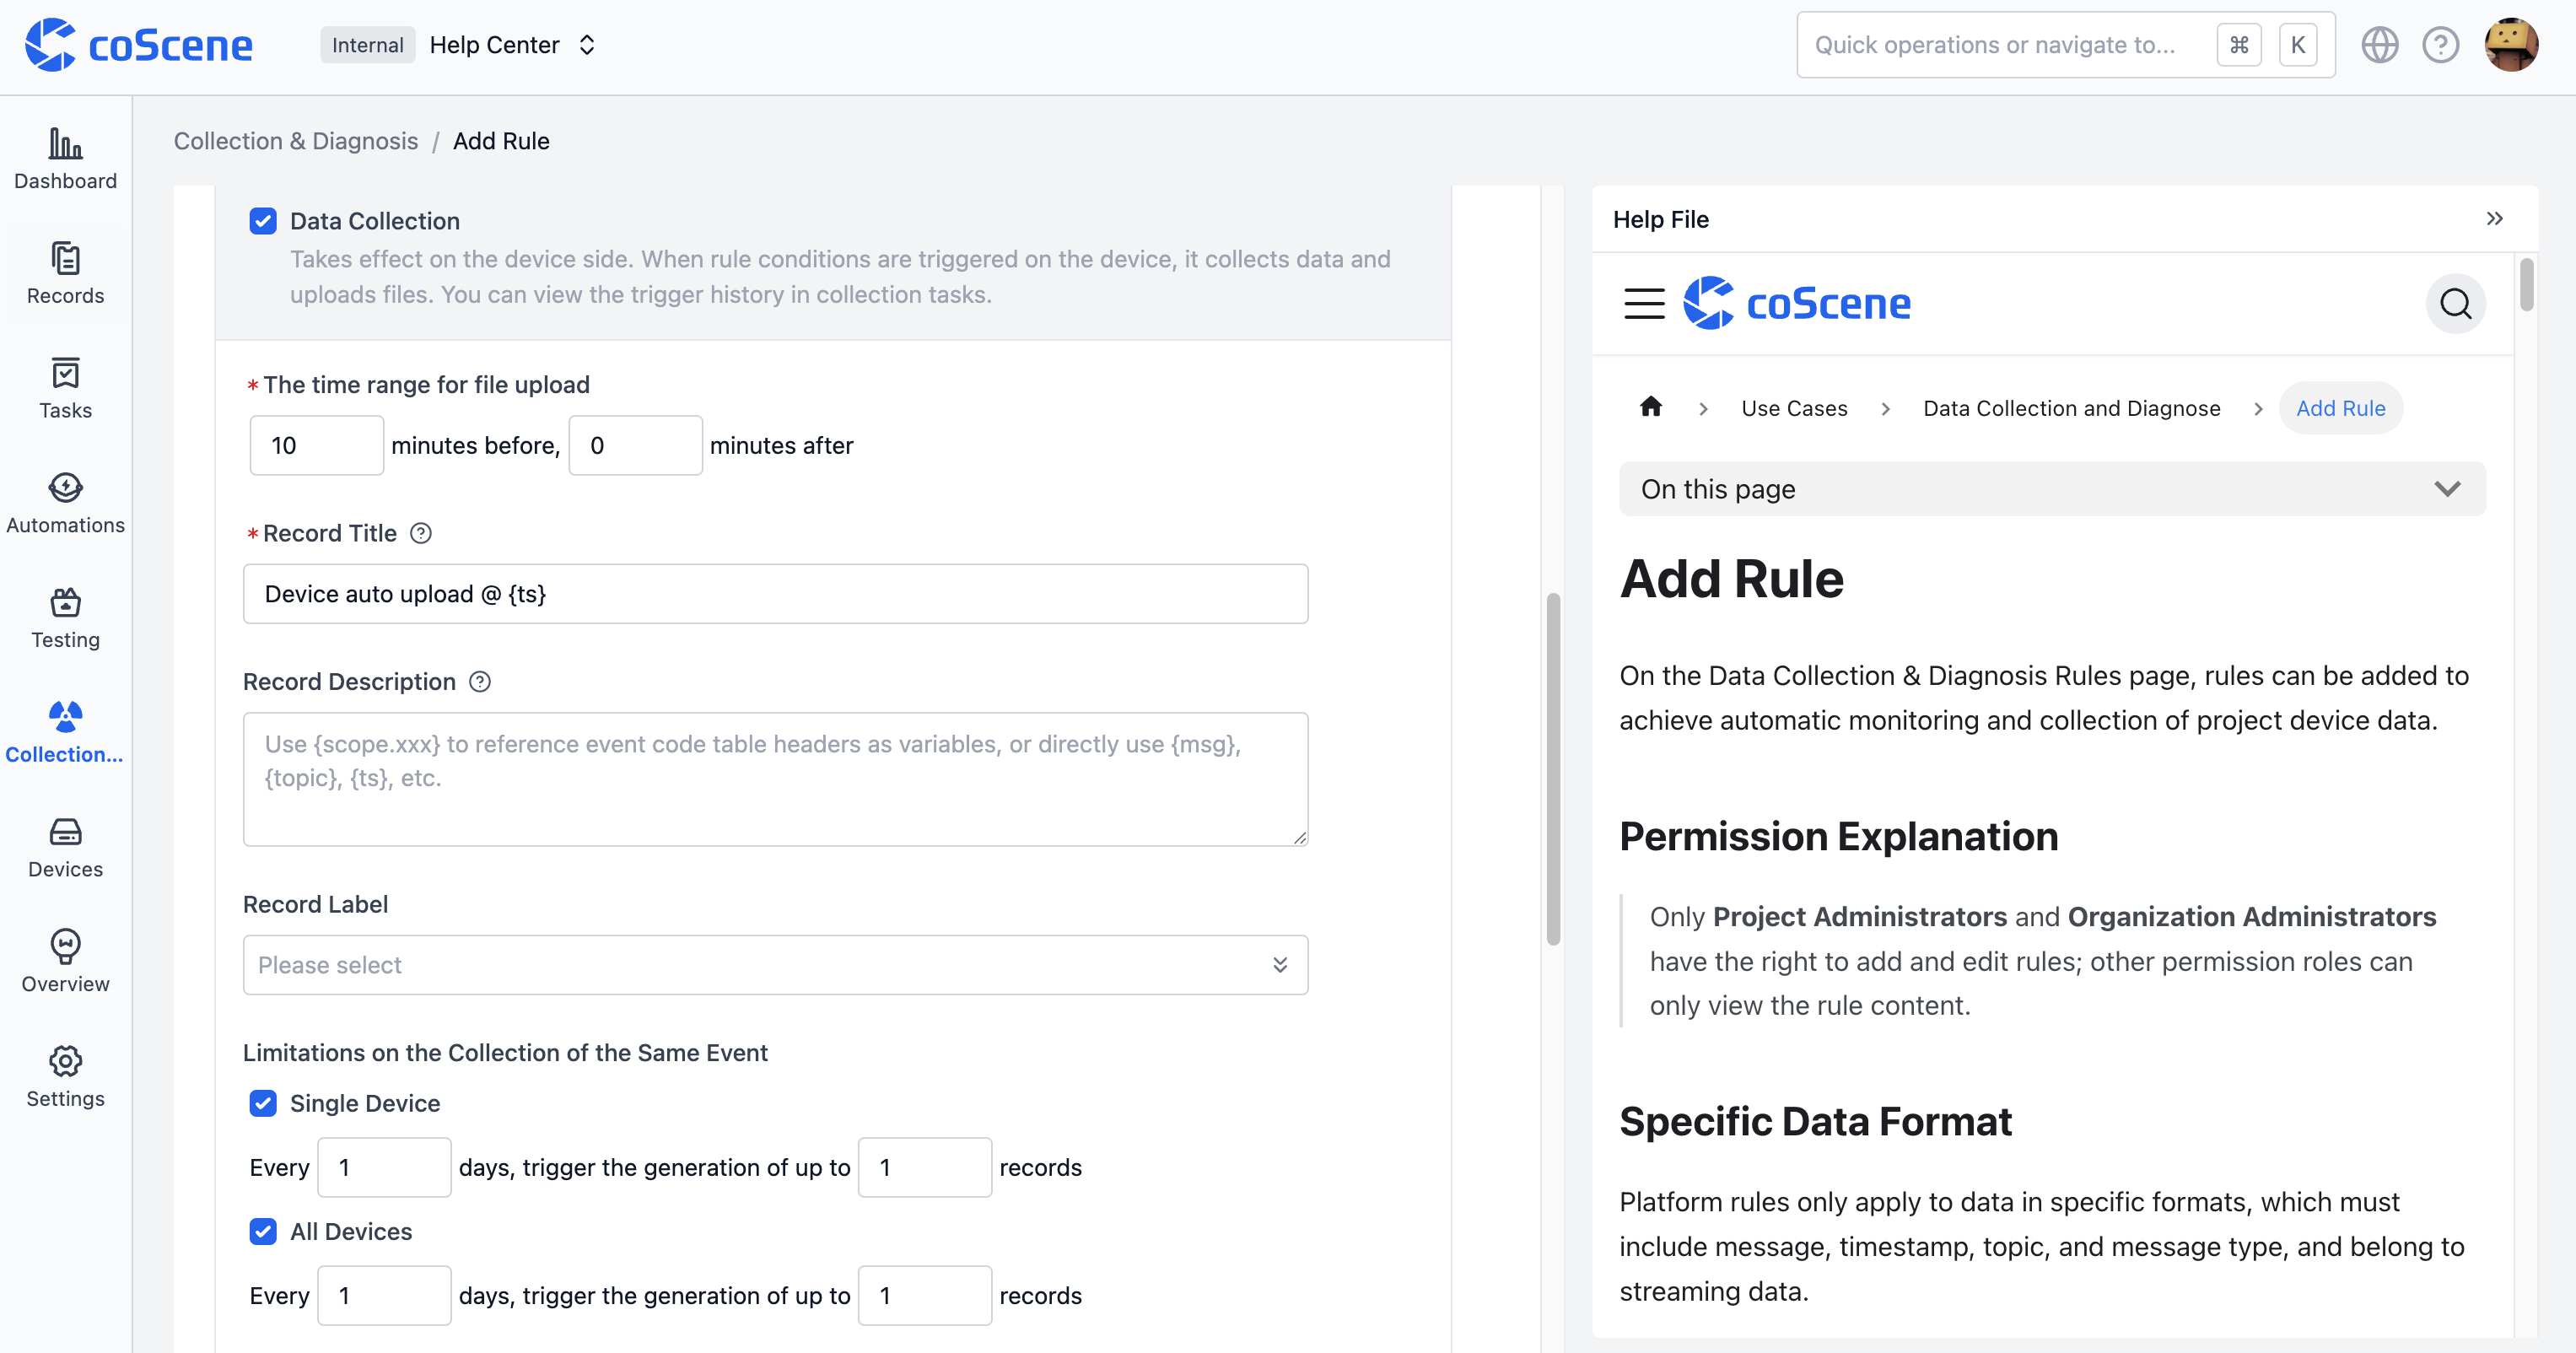 coScene
Internal Help Center
Quick operations or navigate to... ⌘ K
Dashboard
Records
Tasks
Automations
Testing
Collection...
Devices
Overview
Settings
Collection & Diagnosis / Add Rule
Data Collection
Takes effect on the device side. When rule conditions are triggered on the device, it collects data and
uploads files. You can view the trigger history in collection tasks.
* The time range for file upload
10 minutes before, 0 minutes after
* Record Title ?
Device auto upload @ {ts}
Record Description ?
Use {scope.xxx} to reference event code table headers as variables, or directly use {msg},
{topic}, {ts}, etc.
Record Label
Please select
Limitations on the Collection of the Same Event
Single Device
Every 1 days, trigger the generation of up to 1 records
All Devices
Every 1 days, trigger the generation of up to 1 records
Help File
coScene
Use Cases > Data Collection and Diagnose > Add Rule
On this page
Add Rule
On the Data Collection & Diagnosis Rules page, rules can be added to
achieve automatic monitoring and collection of project device data.
Permission Explanation
Only Project Administrators and Organization Administrators
have the right to add and edit rules; other permission roles can
only view the rule content.
Specific Data Format
Platform rules only apply to data in specific formats, which must
include message, timestamp, topic, and message type, and belong to
streaming data.